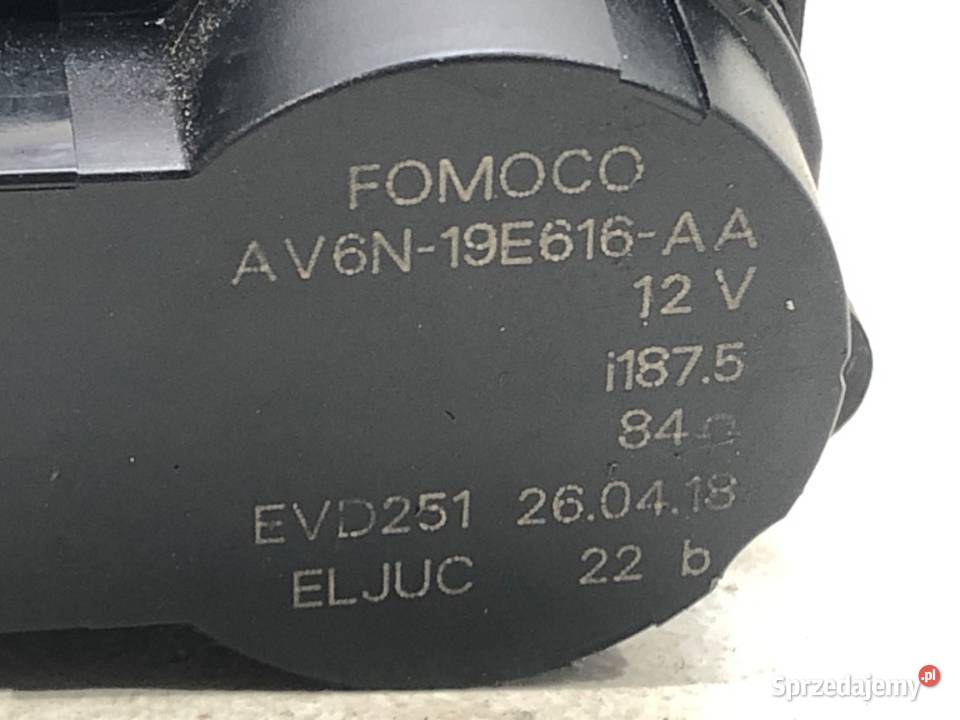 FOMOCO
AV6N-19E616-AA
12 V
i187.5
84Ω
EVD251 26.04.18
ELJUC 22 b
Sprzedajemy.pl